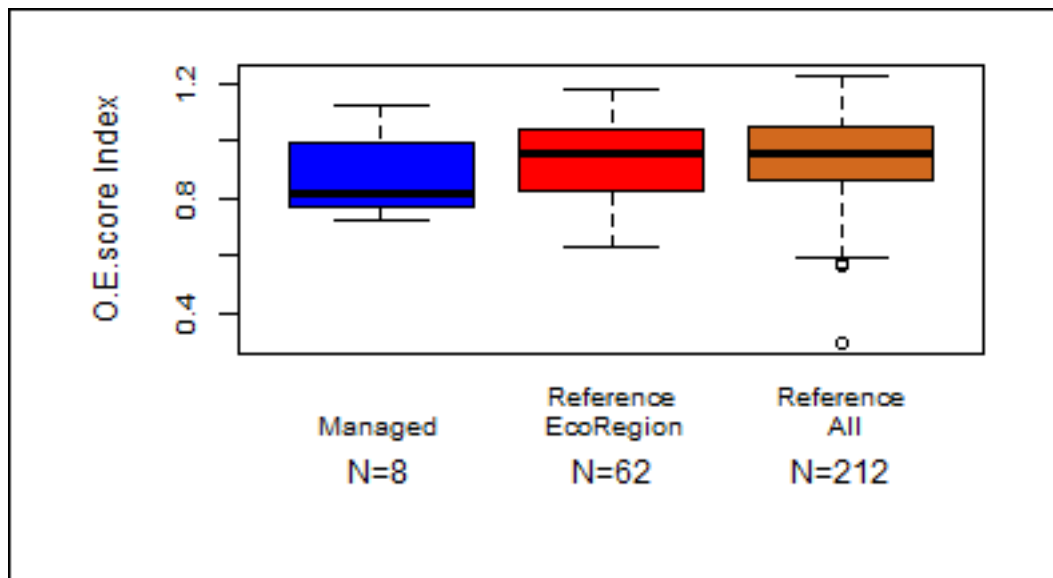 O.E.score Index
1.2
0.8
0.4
Reference Reference
Managed EcoRegion All
N=8 N=62 N=212